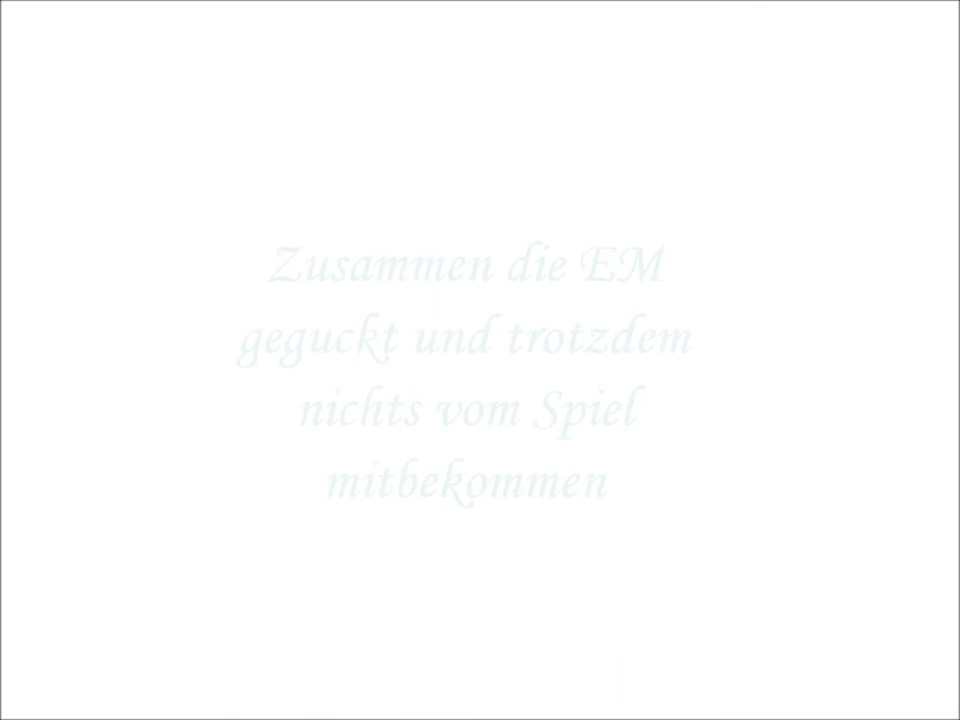 Zusammen die EM
geguckt und trotzdem
nichts vom Spiel
mitbekommen